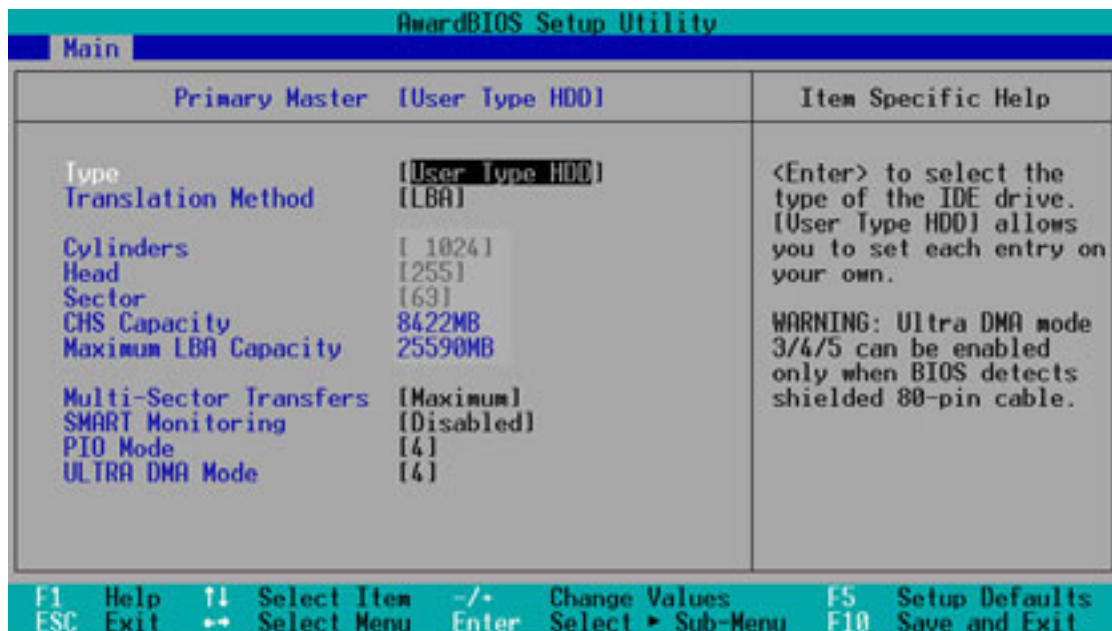 AwardBIOS Setup Utility
Main
Primary Master [User Type HDD]
Item Specific Help
Type [User Type HDD]
Translation Method [LBA]
Cylinders [ 1024]
Head [255]
Sector [63]
CHS Capacity 8422MB
Maximum LBA Capacity 25590MB
Multi-Sector Transfers [Maximum]
SMART Monitoring [Disabled]
PIO Mode [4]
ULTRA DMA Mode [4]
<Enter> to select the
type of the IDE drive.
[User Type HDD] allows
you to set each entry on
your own.
WARNING: Ultra DMA mode
3/4/5 can be enabled
only when BIOS detects
shielded 80-pin cable.
F1 Help ↑↓ Select Item -/+ Change Values F5 Setup Defaults
ESC Exit ←→ Select Menu Enter Select ► Sub-Menu F10 Save and Exit